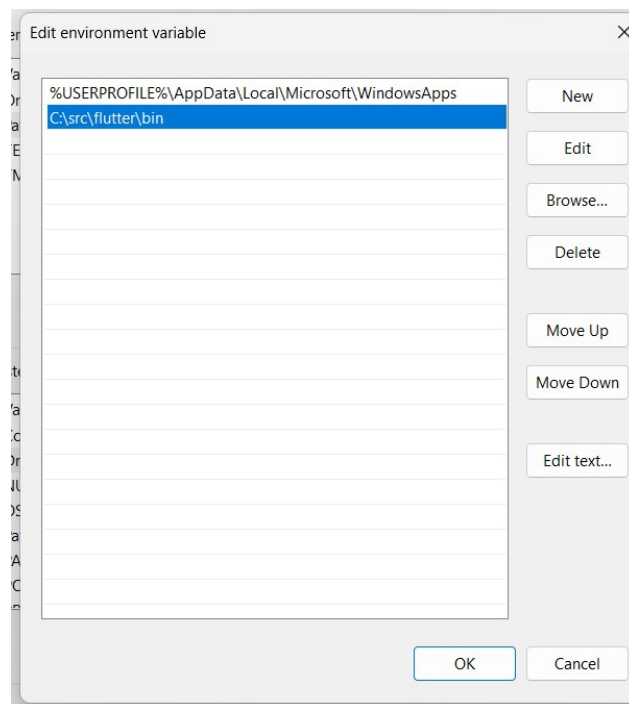 Edit environment variable
%USERPROFILE%\AppData\Local\Microsoft\WindowsApps
C:\src\flutter\bin
New
Edit
Browse...
Delete
Move Up
Move Down
Edit text...
OK
Cancel